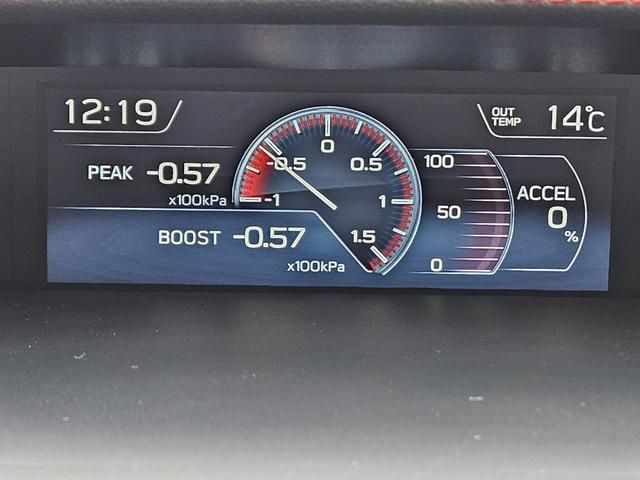 12:19
OUT
TEMP
14°C
PEAK -0.57
x100kPa
BOOST -0.57
x100kPa
-1
-0.5
0
0.5
1
1.5
100
50
0
ACCEL
0
%